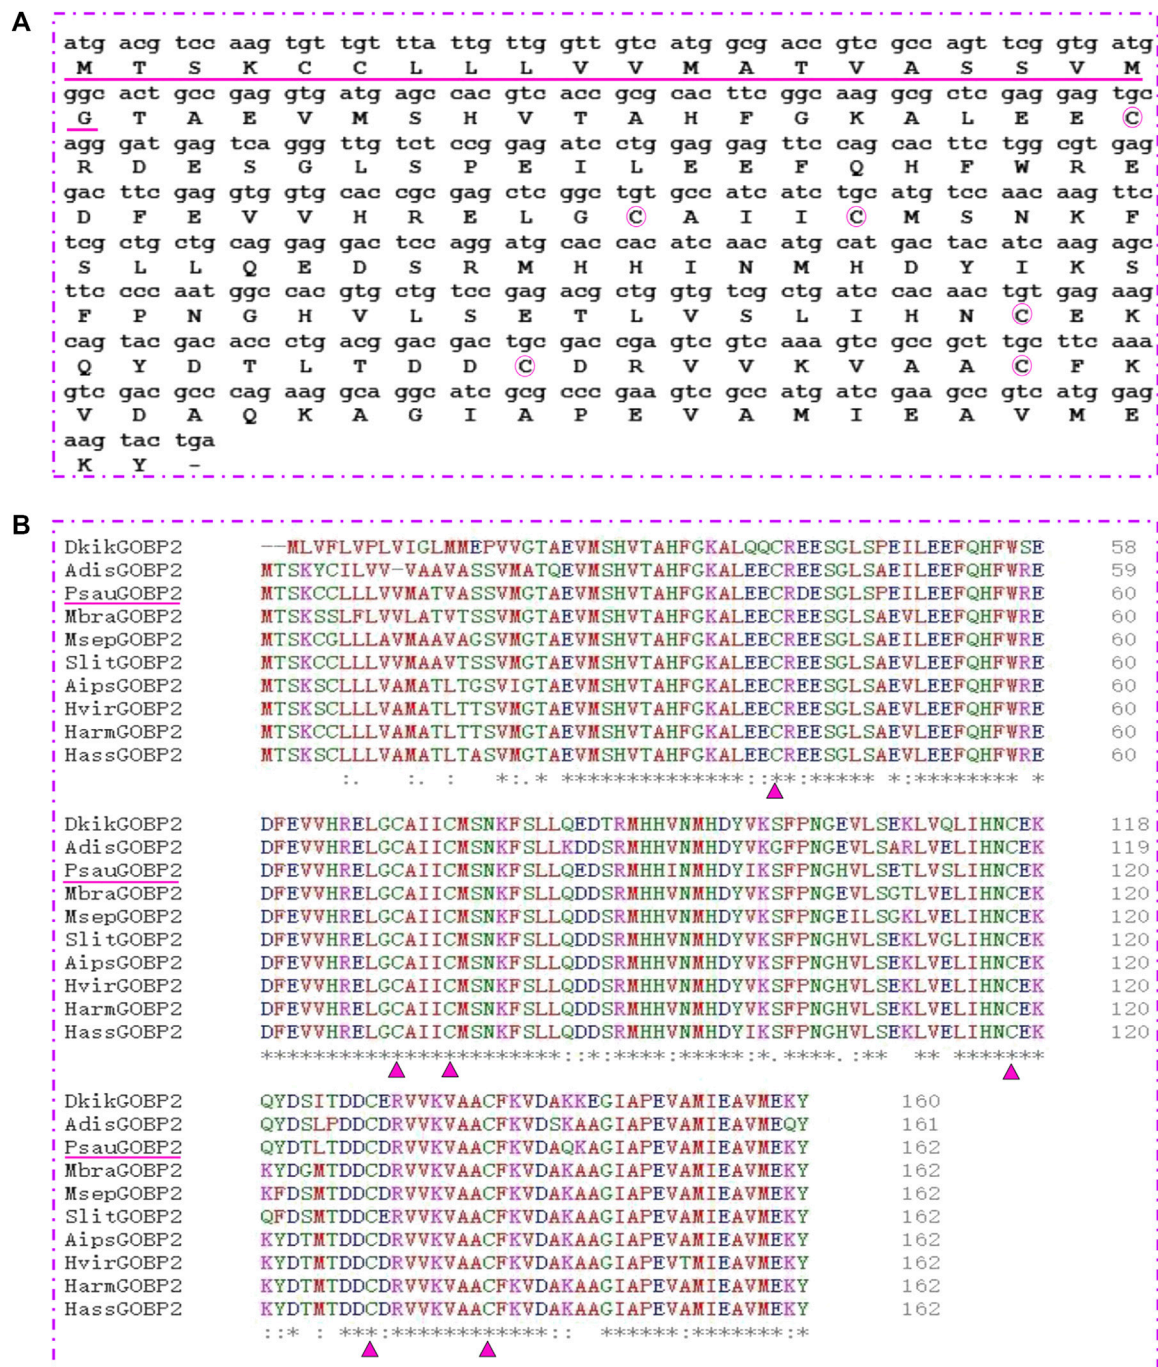 A
atg acg tcc aag tgt tgt tta ttg ttg gtt gtc atg gcg acc gtc gcc agt tcg gtg atg
M T S K C C L L L V V M A T V A S S V M
ggc act gcc gag gtg atg agc cac gtc acc gcg cac ttc ggc aag gcg ctc gag gag tgc
G T A E V M S H V T A H F G K A L E E C
agg gat gag tca ggg ttg tct ccg gag atc ctg gag gag ttc cag cac ttc tgg cgt gag
R D E S G L S P E I L E E F Q H F W R E
gac ttc gag gtg gtg cac cgc gag ctc ggc tgt gcc atc atc tgc atg tcc aac aag ttc
D F E V V H R E L G C A I I C M S N K F
tcg ctg ctg cag gag gac tcc agg atg cac cac atc aac atg cat gac tac atc aag agc
S L L Q E D S R M H H I N M H D Y I K S
ttc ccc aat ggc cac gtg ctg tcc gag acg ctg gtg tcg ctg atc cac aac tgt gag aag
F P N G H V L S E T L V S L I H N C E K
cag tac gac acc ctg acg gac gac tgc gac cga gtc gtc aaa gtc gcc gct tgc ttc aaa
Q Y D T L T D D C D R V V K V A A C F K
gtc gac gcc cag aag gca ggc atc gcg ccc gaa gtc gcc atg atc gaa gcc gtc atg gag
V D A Q K A G I A P E V A M I E A V M E
aag tac tga
K Y -
B
DkikGOBP2 --MLVFLVPLVIGLMMEPVVGTAEVMSHVTAHFGKALQQCREESGLSPEILEEFQHFWSE 58
AdisGOBP2 MTSKYCILVV-VAAVASSVMATQEVMSHVTAHFGKALEECREESGLSAEILEEFQHFWRE 59
PsauGOBP2 MTSKCCLLLVVMATVASSVMGTAEVMSHVTAHFGKALEECRDESGLSPEILEEFQHFWRE 60
MbraGOBP2 MTSKSSLFLVVLATVTSSVMGTAEVMSHVTAHFGKALEECREESGLSAEVLEEFQHFWRE 60
MsepGOBP2 MTSKCGLLLAVMAAVAGSVMGTAEVMSHVTAHFGKALEECREESGLSAEILEEFQHFWRE 60
SlitGOBP2 MTSKCCLLLVVMAAVTSSVMGTAEVMSHVTAHFGKALEECREESGLSAEVLEEFQHFWRE 60
AipsGOBP2 MTSKSCLLLVAMATLTGSVIGTAEVMSHVTAHFGKALEECREESGLSAEVLEEFQHFWRE 60
HvirGOBP2 MTSKSCLLLVAMATLTTSVMGTAEVMSHVTAHFGKALEECREESGLSAEVLEEFQHFWRE 60
HarmGOBP2 MTSKCCLLLVAMATLTTSVMGTAEVMSHVTAHFGKALEECREESGLSAEVLEEFQHFWRE 60
HassGOBP2 MTSKSCLLLVAMATLTASVMGTAEVMSHVTAHFGKALEECREESGLSAEVLEEFQHFWRE 60
:. :. : *:.* **************:::**:***** *:********* *
DkikGOBP2 DFEVVHRELGCAIICMSNKFSLLQEDTRMHHVNMHDYVKSFPNGEVLSEKLVQLIHNCEK 118
AdisGOBP2 DFEVVHRELGCAIICMSNKFSLLKDDSRMHHVNMHDYVKGFPNGEVLSARLVELIHNCEK 119
PsauGOBP2 DFEVVHRELGCAIICMSNKFSLLQEDSRMHHINMHDYIKSFPNGHVLSETLVSLIHNCEK 120
MbraGOBP2 DFEVVHRELGCAIICMSNKFSLLQDDSRMHHVNMHDYVKSFPNGEVLSGTLVELIHNCEK 120
MsepGOBP2 DFEVVHRELGCAIICMSNKFSLLQDDSRMHHVNMHDYVKSFPNGEILSGKLVELIHNCEK 120
SlitGOBP2 DFEVVHRELGCAIICMSNKFSLLQDDSRMHHVNMHDYVKSFPNGHVLSEKLVGLIHNCEK 120
AipsGOBP2 DFEVVHRELGCAIICMSNKFSLLQDDSRMHHVNMHDYVKSFPNGHVLSEKLVELIHNCEK 120
HvirGOBP2 DFEVVHRELGCAIICMSNKFSLLQDDSRMHHVNMHDYVKSFPNGHVLSEKLVELIHNCEK 120
HarmGOBP2 DFEVVHRELGCAIICMSNKFSLLQDDSRMHHVNMHDYVKSFPNGHVLSEKLVELIHNCEK 120
HassGOBP2 DFEVVHRELGCAIICMSNKFSLLQDDSRMHHVNMHDYIKSFPNGHVLSEKLVELIHNCEK 120
***********************::*:****:*****:*.****.:** ** *******
DkikGOBP2 QYDSITDDCERVVKVAACFKVDAKKEGIAPEVAMIEAVMEKY 160
AdisGOBP2 QYDSLPDDCDRVVKVAACFKVDSKAAGIAPEVAMIEAVMEQY 161
PsauGOBP2 QYDTLTDDCDRVVKVAACFKVDAQKAGIAPEVAMIEAVMEKY 162
MbraGOBP2 KYDGMTDDCDRVVKVAACFKVDAKAAGIAPEVAMIEAVMEKY 162
MsepGOBP2 KFDSMTDDCDRVVKVAACFKVDAKAAGIAPEVAMIEAVMEKY 162
SlitGOBP2 QFDSMTDDCERVVKVAACFKVDAKAAGIAPEVAMIEAVMEKY 162
AipsGOBP2 KYDTMTDDCDRVVKVAACFKVDAKAAGIAPEVAMIEAVMEKY 162
HvirGOBP2 KYDTMTDDCDRVVKVAACFKVDAKAAGIAPEVTMIEAVMEKY 162
HarmGOBP2 KYDTMTDDCDRVVKVAACFKVDAKAAGIAPEVAMIEAVMEKY 162
HassGOBP2 KYDTMTDDCDRVVKVAACFKVDAKAAGIAPEVAMIEAVMEKY 162
::* : ***:************:: ******:*******:*